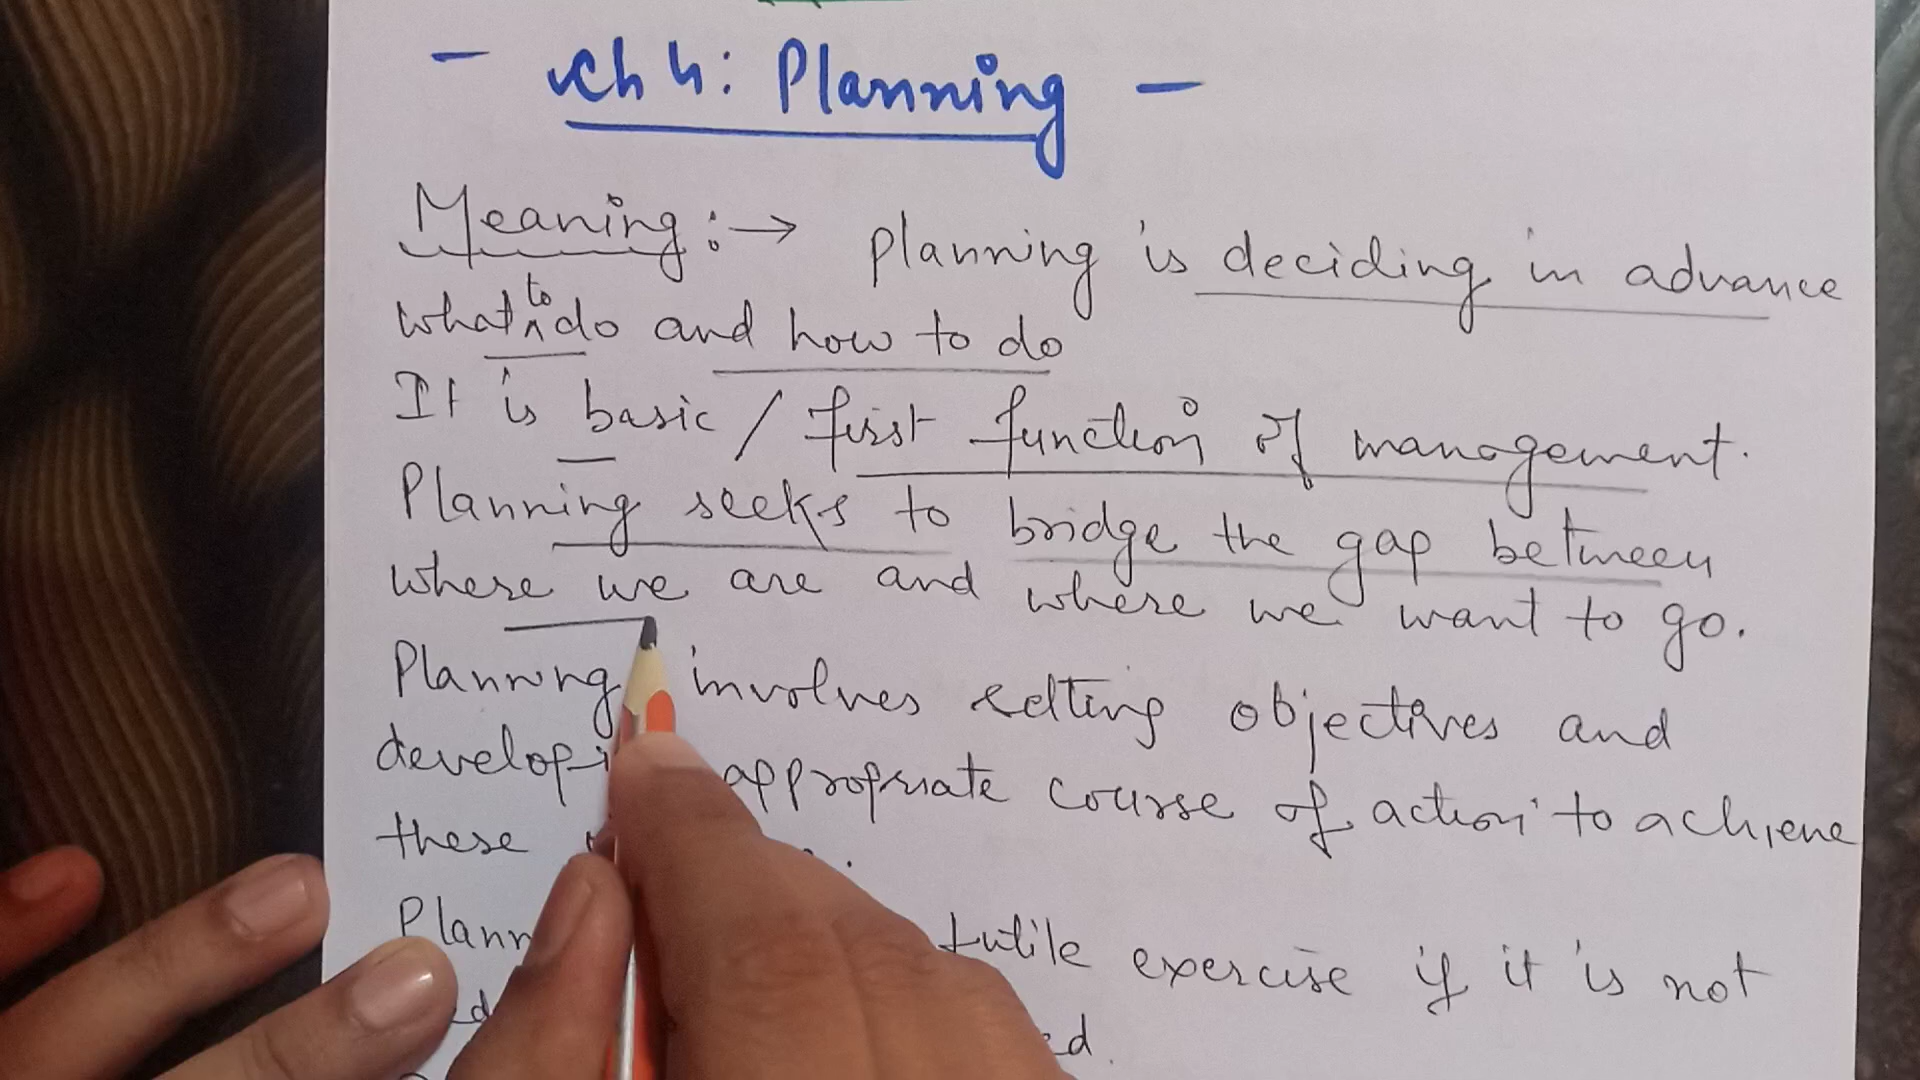 - Ch 4: Planning -
Meaning :→ Planning is deciding in advance
what to do and how to do
It is basic / first function of management.
Planning seeks to bridge the gap between
where we are and where we want to go.
Planning involves setting objectives and
appropriate course of action to achieve
these
futile exercise if it is not